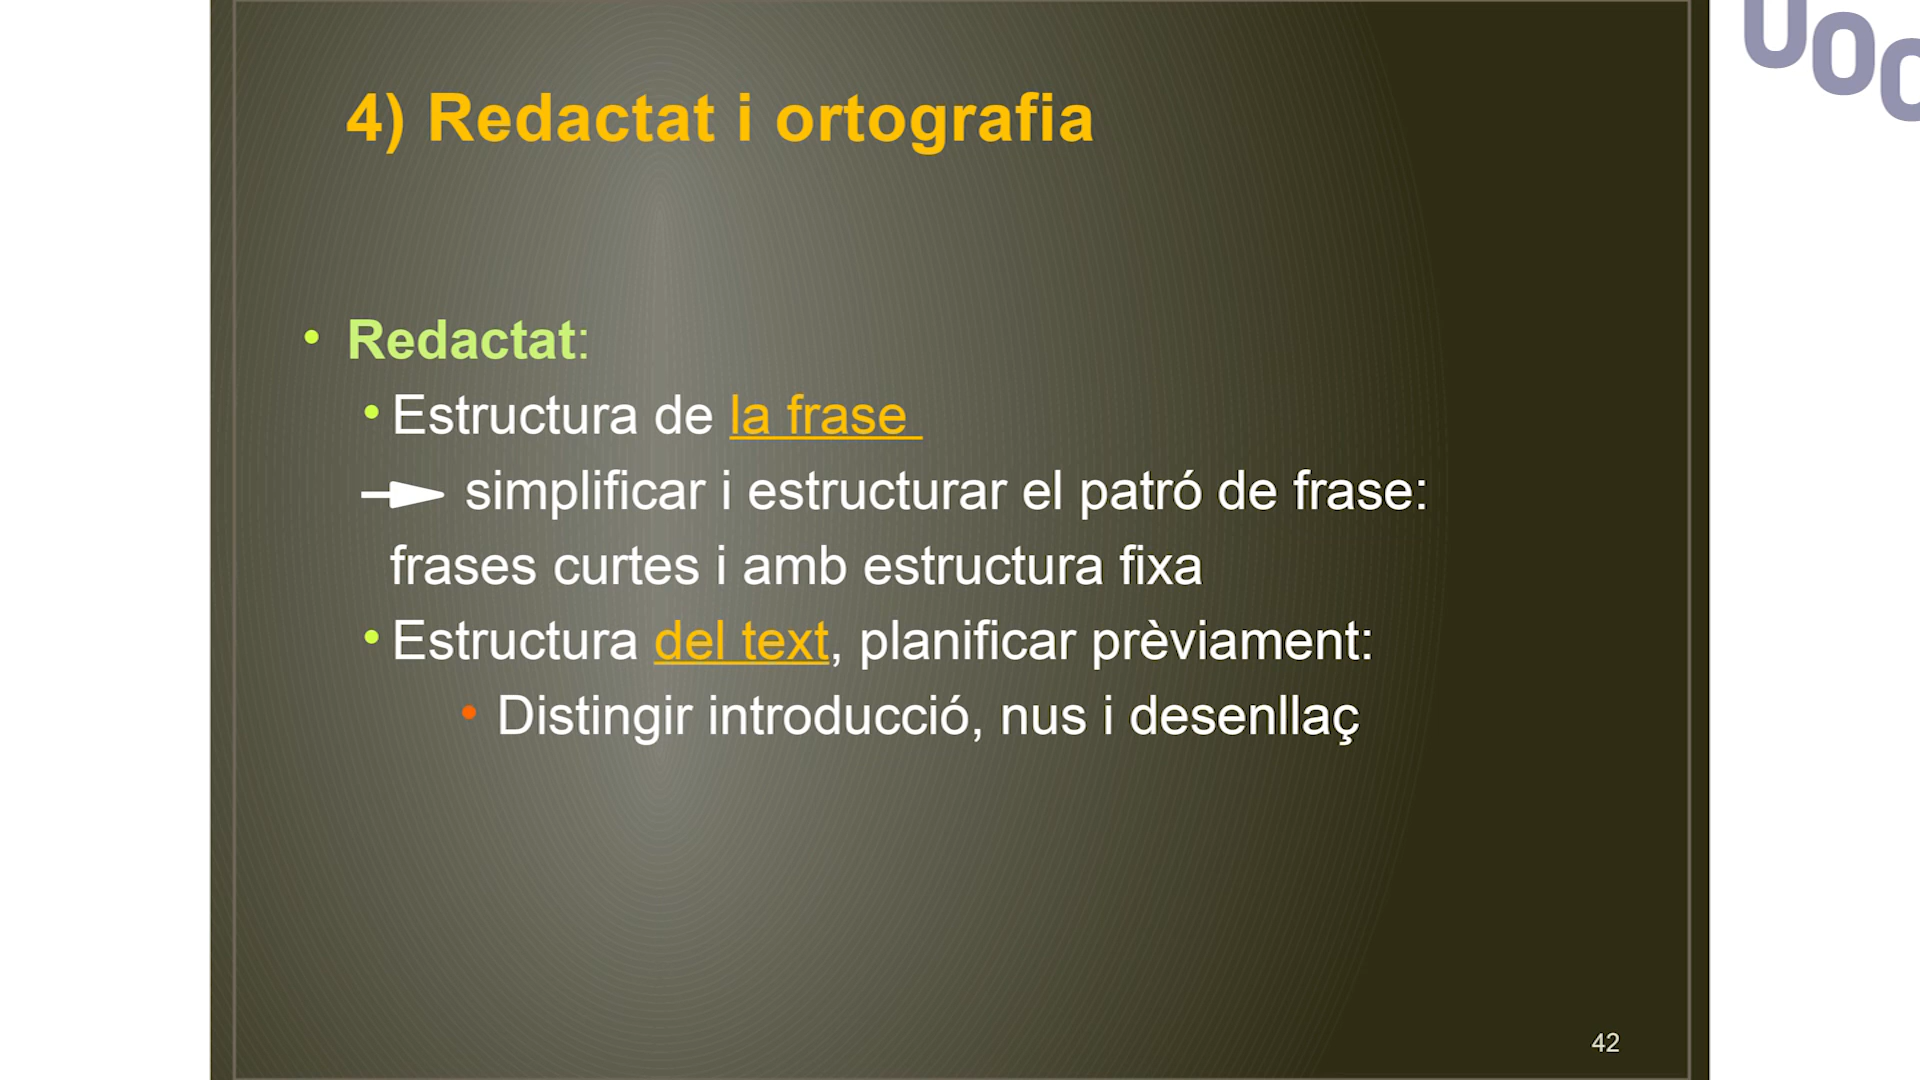 UOC
4) Redactat i ortografia
• Redactat:
• Estructura de la frase
simplificar i estructurar el patró de frase:
frases curtes i amb estructura fixa
• Estructura del text, planificar prèviament:
• Distingir introducció, nus i desenllaç
42